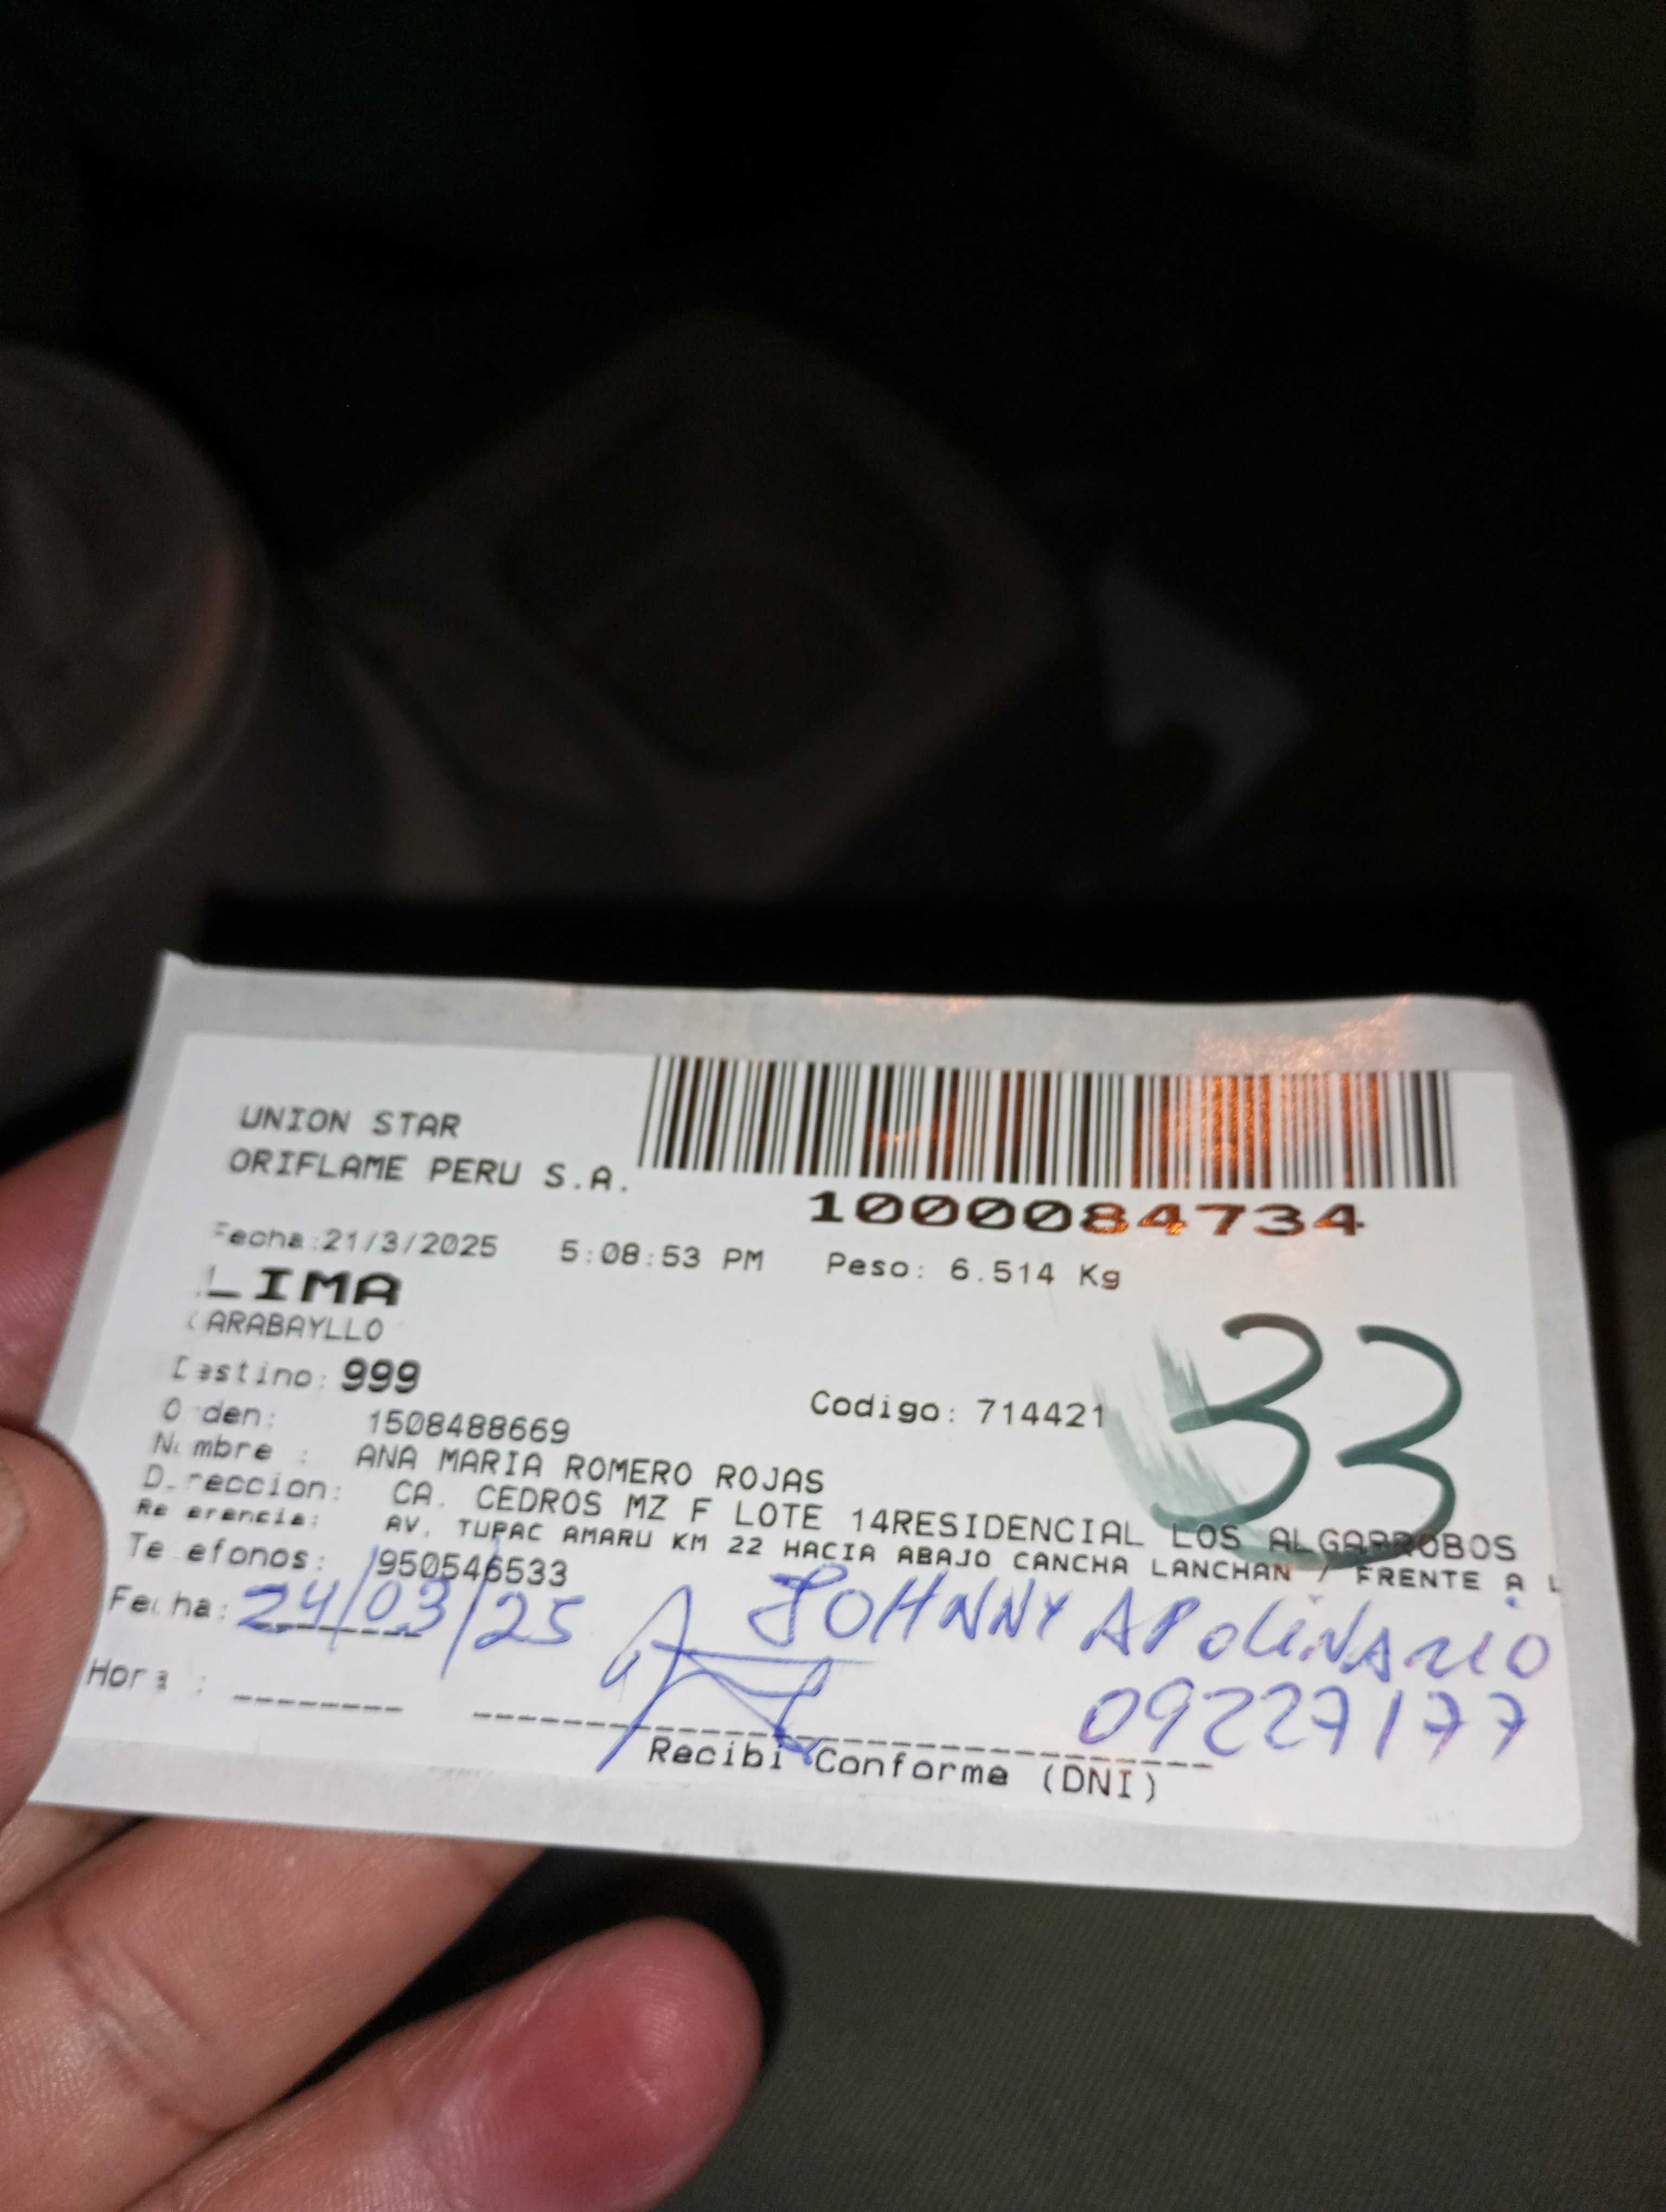 UNION STAR
ORIFLAME PERU S.A.
1000084734
Fecha:21/3/2025 5:08:53 PM Peso: 6.514 Kg
LIMA
CARABAYLLO
33
Destino: 999
Orden: 1508488669 Codigo: 714421
Nombre : ANA MARIA ROMERO ROJAS
Direccion: CA. CEDROS MZ F LOTE 14RESIDENCIAL LOS ALGARROBOS
Referencia: AV. TUPAC AMARU KM 22 HACIA ABAJO CANCHA LANCHAN / FRENTE A L
Telefonos: 950546533
Fecha: 24/03/25 JOHNNY APOLINARIO
Hora : 09227177
Recibi Conforme (DNI)